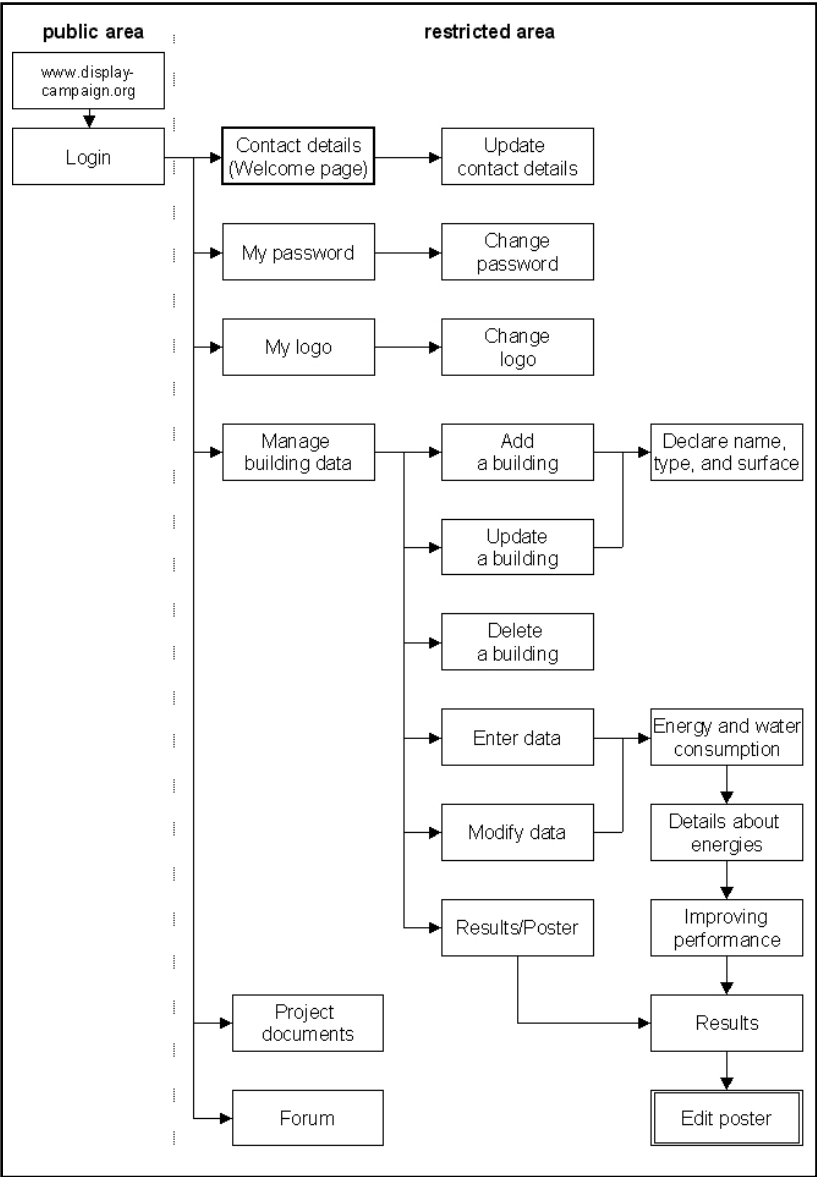 public area
restricted area
www.display-
campaign.org
Login
Contact details
(Welcome page)
Update
contact details
My password
Change
password
My logo
Change
logo
Manage
building data
Add
a building
Declare name,
type, and surface
Update
a building
Delete
a building
Enter data
Energy and water
consumption
Modify data
Details about
energies
Results/Poster
Improving
performance
Project
documents
Results
Forum
Edit poster